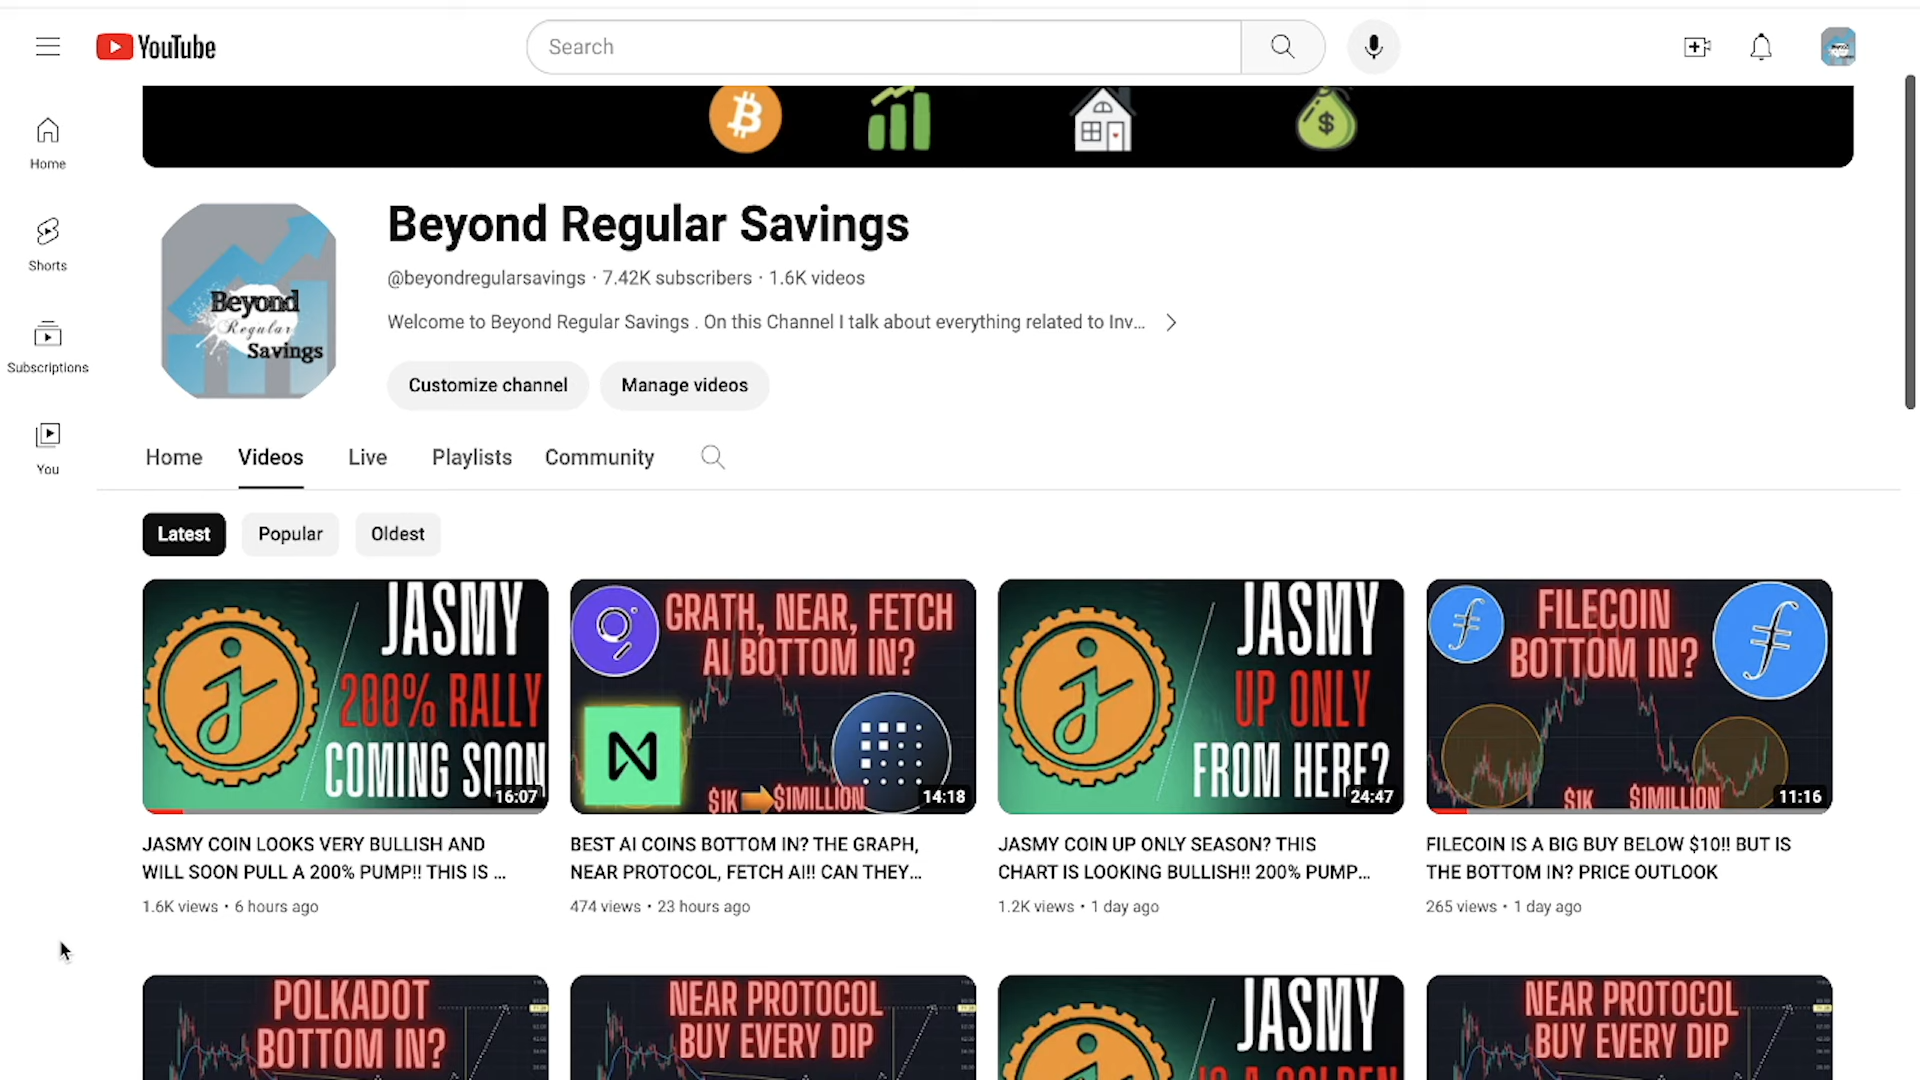 YouTube
Search
Home
Shorts
Subscriptions
You
Beyond
Regular
Savings
Beyond Regular Savings
@beyondregularsavings · 7.42K subscribers · 1.6K videos
Welcome to Beyond Regular Savings . On this Channel I talk about everything related to Inv...
Customize channel
Manage videos
Home Videos Live Playlists Community
Latest Popular Oldest
JASMY
200% RALLY
COMING SOON
16:07
GRATH, NEAR, FETCH
AI BOTTOM IN?
$1K $1MILLION
14:18
JASMY
UP ONLY
FROM HERE?
24:47
FILECOIN
BOTTOM IN?
$1K $1MILLION
11:16
JASMY COIN LOOKS VERY BULLISH AND
WILL SOON PULL A 200% PUMP!! THIS IS ...
1.6K views • 6 hours ago
BEST AI COINS BOTTOM IN? THE GRAPH,
NEAR PROTOCOL, FETCH AI!! CAN THEY...
474 views • 23 hours ago
JASMY COIN UP ONLY SEASON? THIS
CHART IS LOOKING BULLISH!! 200% PUMP...
1.2K views • 1 day ago
FILECOIN IS A BIG BUY BELOW $10!! BUT IS
THE BOTTOM IN? PRICE OUTLOOK
265 views • 1 day ago
POLKADOT
BOTTOM IN?
NEAR PROTOCOL
BUY EVERY DIP
JASMY
IS A GOLDEN
NEAR PROTOCOL
BUY EVERY DIP